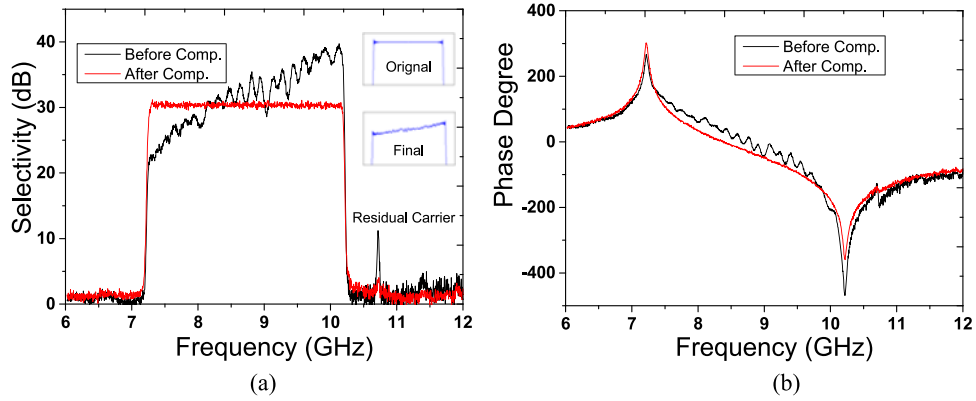 40
30
20
10
0
Selectivity (dB)
Before Comp.
After Comp.
Orignal
Final
Residual Carrier
6 7 8 9 10 11 12
Frequency (GHz)
(a)
400
200
0
-200
-400
Phase Degree
Before Comp.
After Comp.
6 7 8 9 10 11 12
Frequency (GHz)
(b)